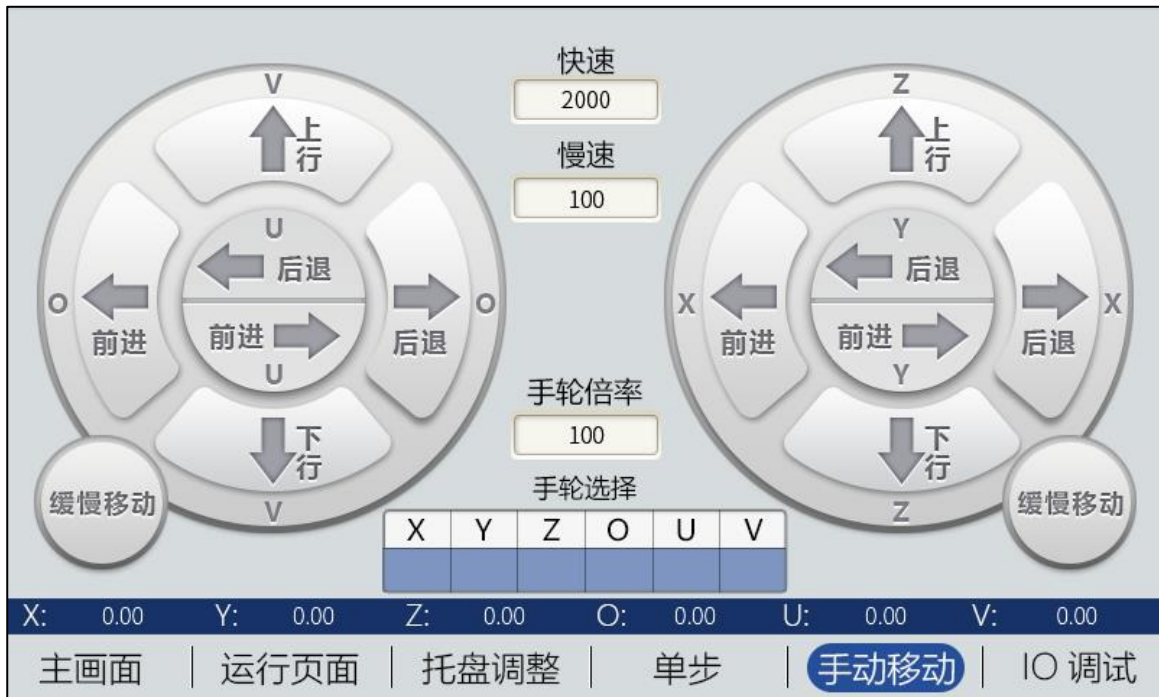 快速
2000
慢速
100
V
上行
U
后退
O
前进
后退
O
前进
U
下行
V
缓慢移动
Z
上行
Y
后退
X
前进
后退
X
前进
Y
下行
Z
缓慢移动
手轮倍率
100
手轮选择
X Y Z O U V
X: 0.00 Y: 0.00 Z: 0.00 O: 0.00 U: 0.00 V: 0.00
主画面 运行页面 托盘调整 单步 手动移动 IO 调试